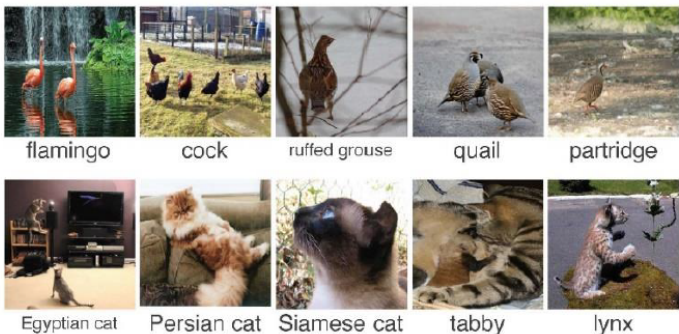 flamingo
cock
ruffed grouse
quail
partridge
Egyptian cat
Persian cat
Siamese cat
tabby
lynx